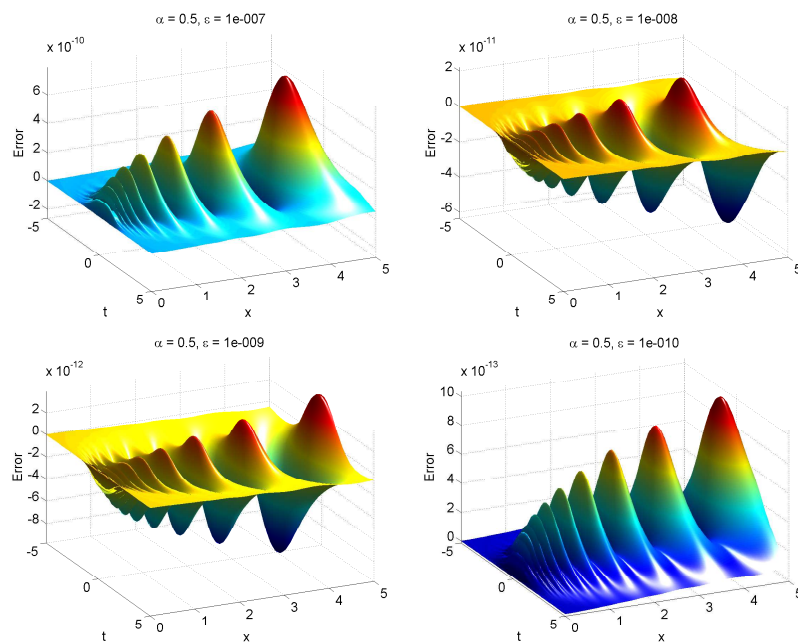 α = 0.5, ε = 1e-007
x 10^-10
6
4
2
0
-2
Error
-5
0
5
t
0
1
2
3
4
5
x
α = 0.5, ε = 1e-008
x 10^-11
2
0
-2
-4
-6
Error
-5
0
5
t
0
1
2
3
4
5
x
α = 0.5, ε = 1e-009
x 10^-12
2
0
-2
-4
-6
-8
Error
-5
0
5
t
0
1
2
3
4
5
x
α = 0.5, ε = 1e-010
x 10^-13
10
8
6
4
2
0
Error
-5
0
5
t
0
1
2
3
4
5
x